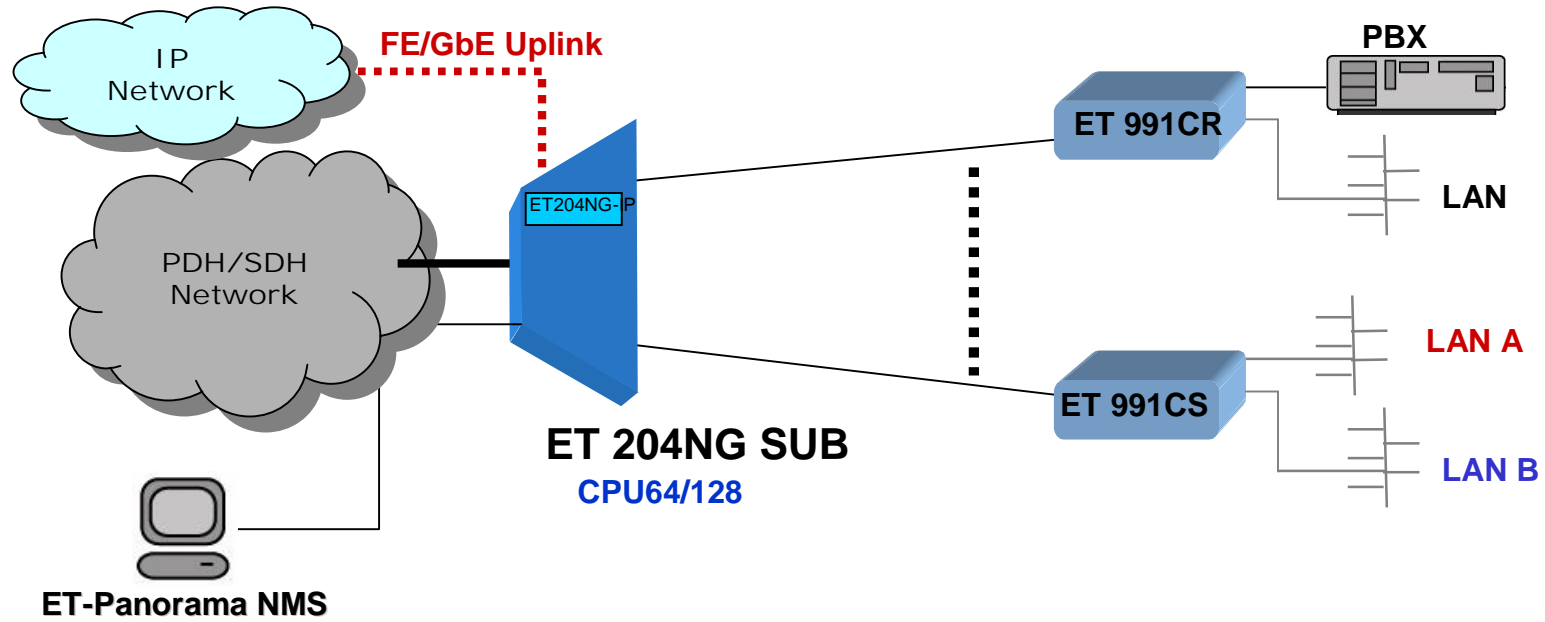 IP
Network
FE/GbE Uplink
PBX
ET 991CR
ET204NG-IP
LAN
PDH/SDH
Network
LAN A
ET 991CS
ET 204NG SUB
LAN B
CPU64/128
ET-Panorama NMS